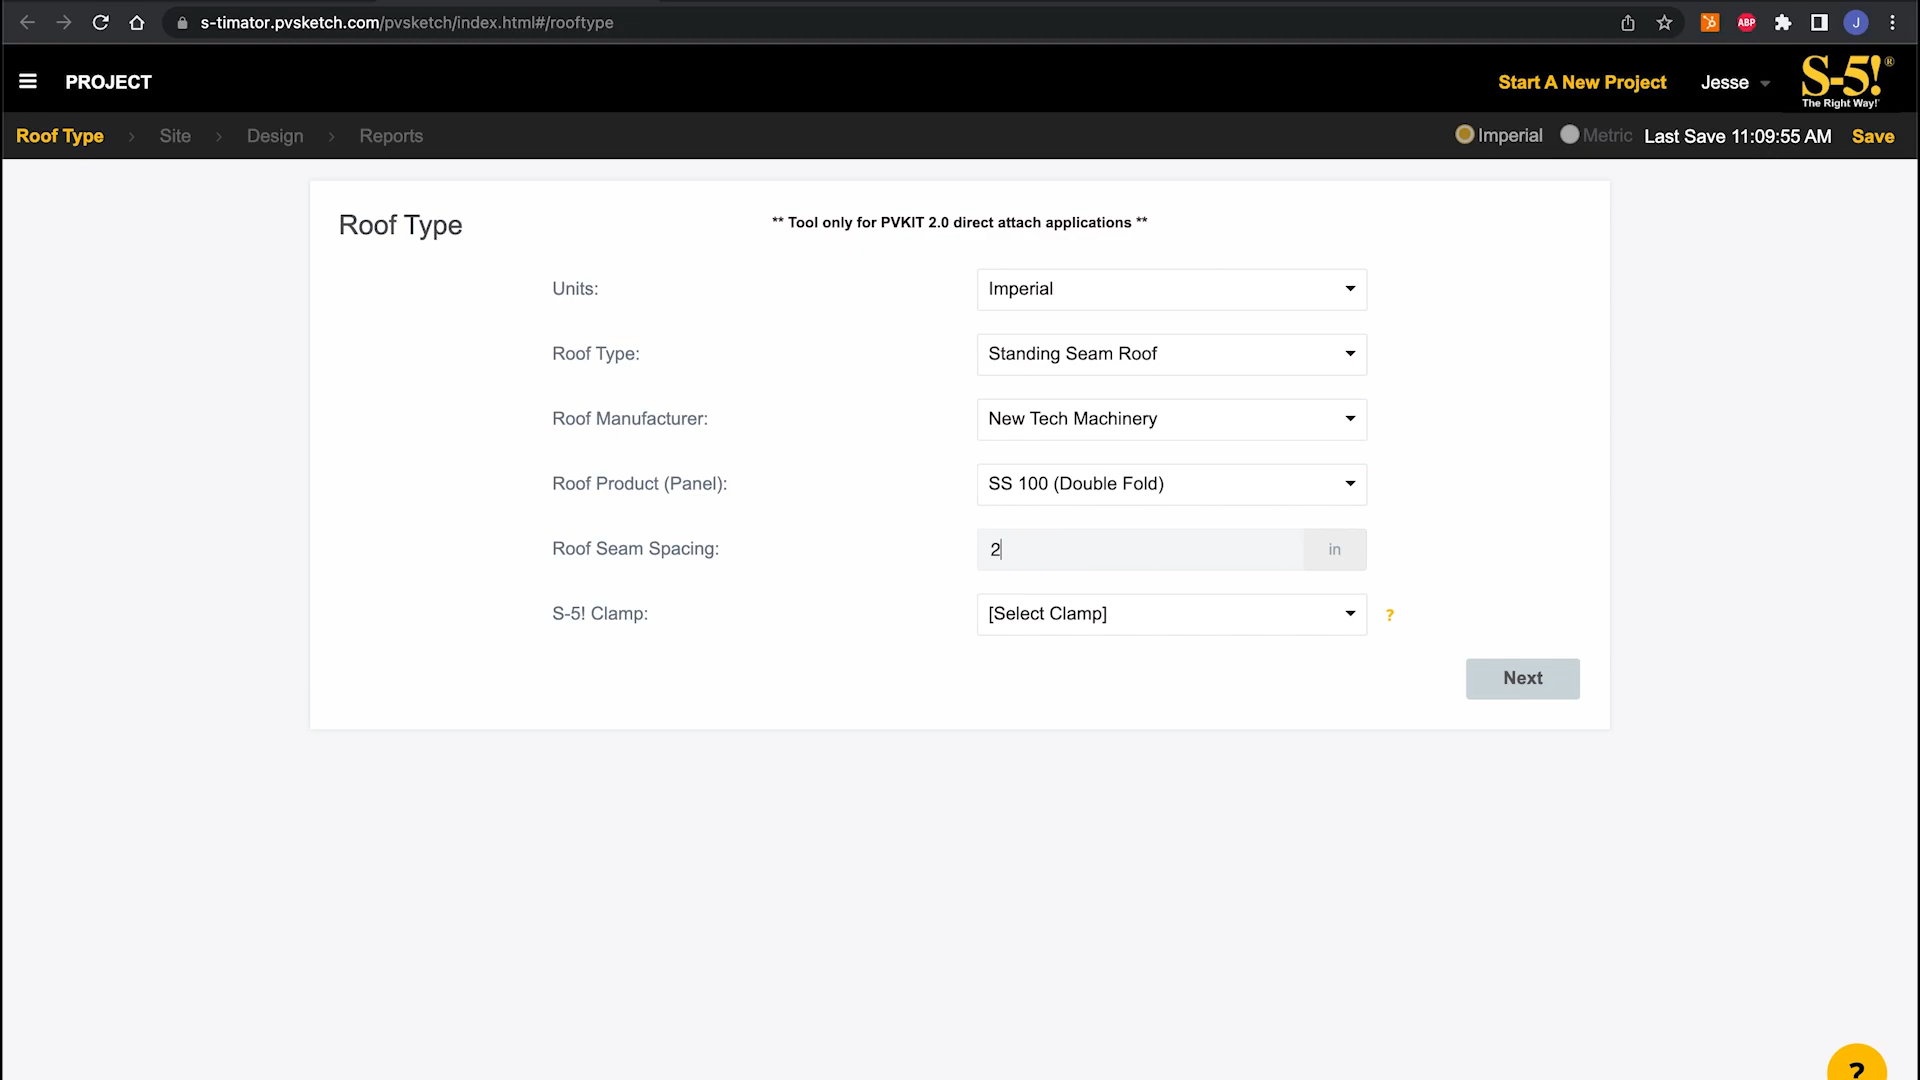 s-timator.pvsketch.com/pvsketch/index.html#/rooftype
ABP
J
PROJECT
Start A New Project
Jesse
S-5!®
The Right Way!
Roof Type > Site > Design > Reports
Imperial
Metric
Last Save 11:09:55 AM
Save
Roof Type
** Tool only for PVKIT 2.0 direct attach applications **
Units:
Imperial
Roof Type:
Standing Seam Roof
Roof Manufacturer:
New Tech Machinery
Roof Product (Panel):
SS 100 (Double Fold)
Roof Seam Spacing:
2
in
S-5! Clamp:
[Select Clamp]
?
Next
?